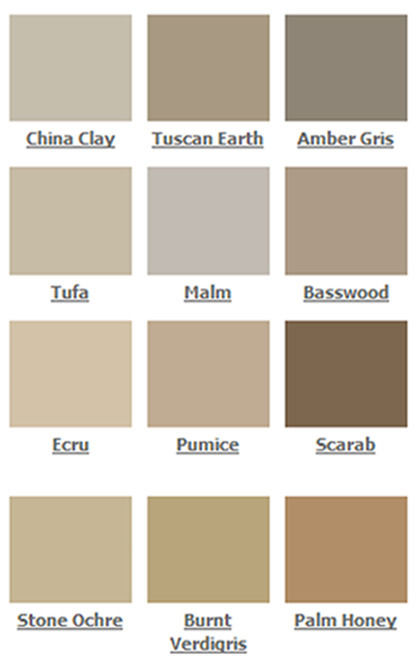 China Clay Tuscan Earth Amber Gris
Tufa Malm Basswood
Ecru Pumice Scarab
Stone Ochre Burnt Palm Honey
Verdigris